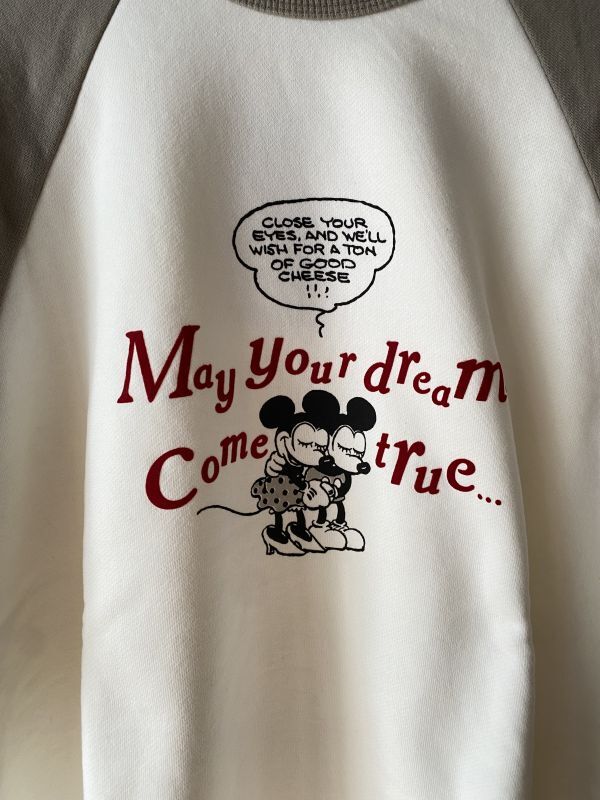 CLOSE YOUR
EYES, AND WE'LL
WISH FOR A TON
OF GOOD
CHEESE
!!!
May your dream
Come true...